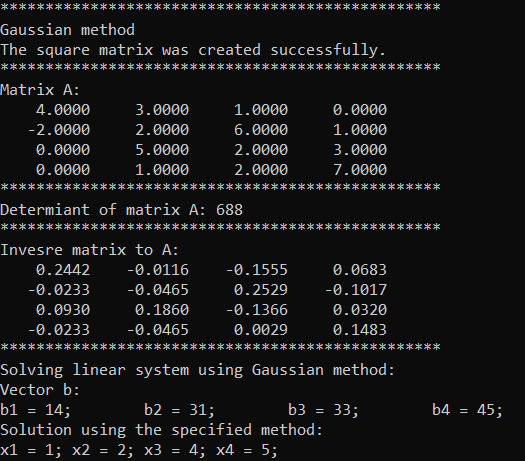 *************************************************
Gaussian method
The square matrix was created successfully.
*************************************************
Matrix A:
4.0000 3.0000 1.0000 0.0000
-2.0000 2.0000 6.0000 1.0000
0.0000 5.0000 2.0000 3.0000
0.0000 1.0000 2.0000 7.0000
*************************************************
Determiant of matrix A: 688
*************************************************
Invesre matrix to A:
0.2442 -0.0116 -0.1555 0.0683
-0.0233 -0.0465 0.2529 -0.1017
0.0930 0.1860 -0.1366 0.0320
-0.0233 -0.0465 0.0029 0.1483
*************************************************
Solving linear system using Gaussian method:
Vector b:
b1 = 14; b2 = 31; b3 = 33; b4 = 45;
Solution using the specified method:
x1 = 1; x2 = 2; x3 = 4; x4 = 5;